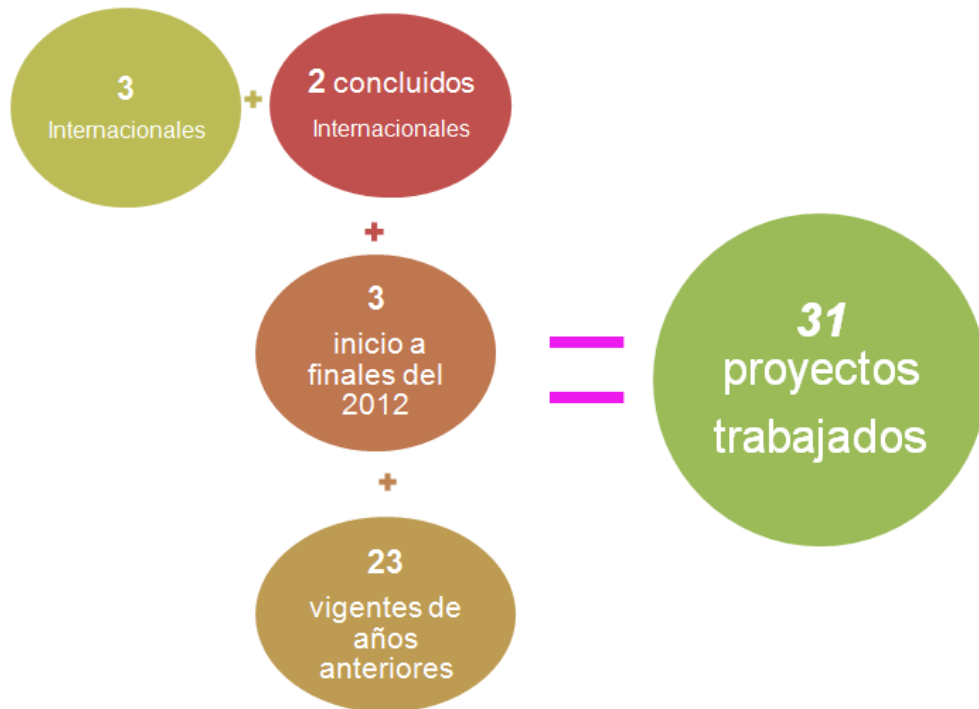 3
Internacionales
+
2 concluidos
Internacionales
+
3
inicio a
finales del
2012
+
23
vigentes de
años
anteriores
=
31
proyectos
trabajados